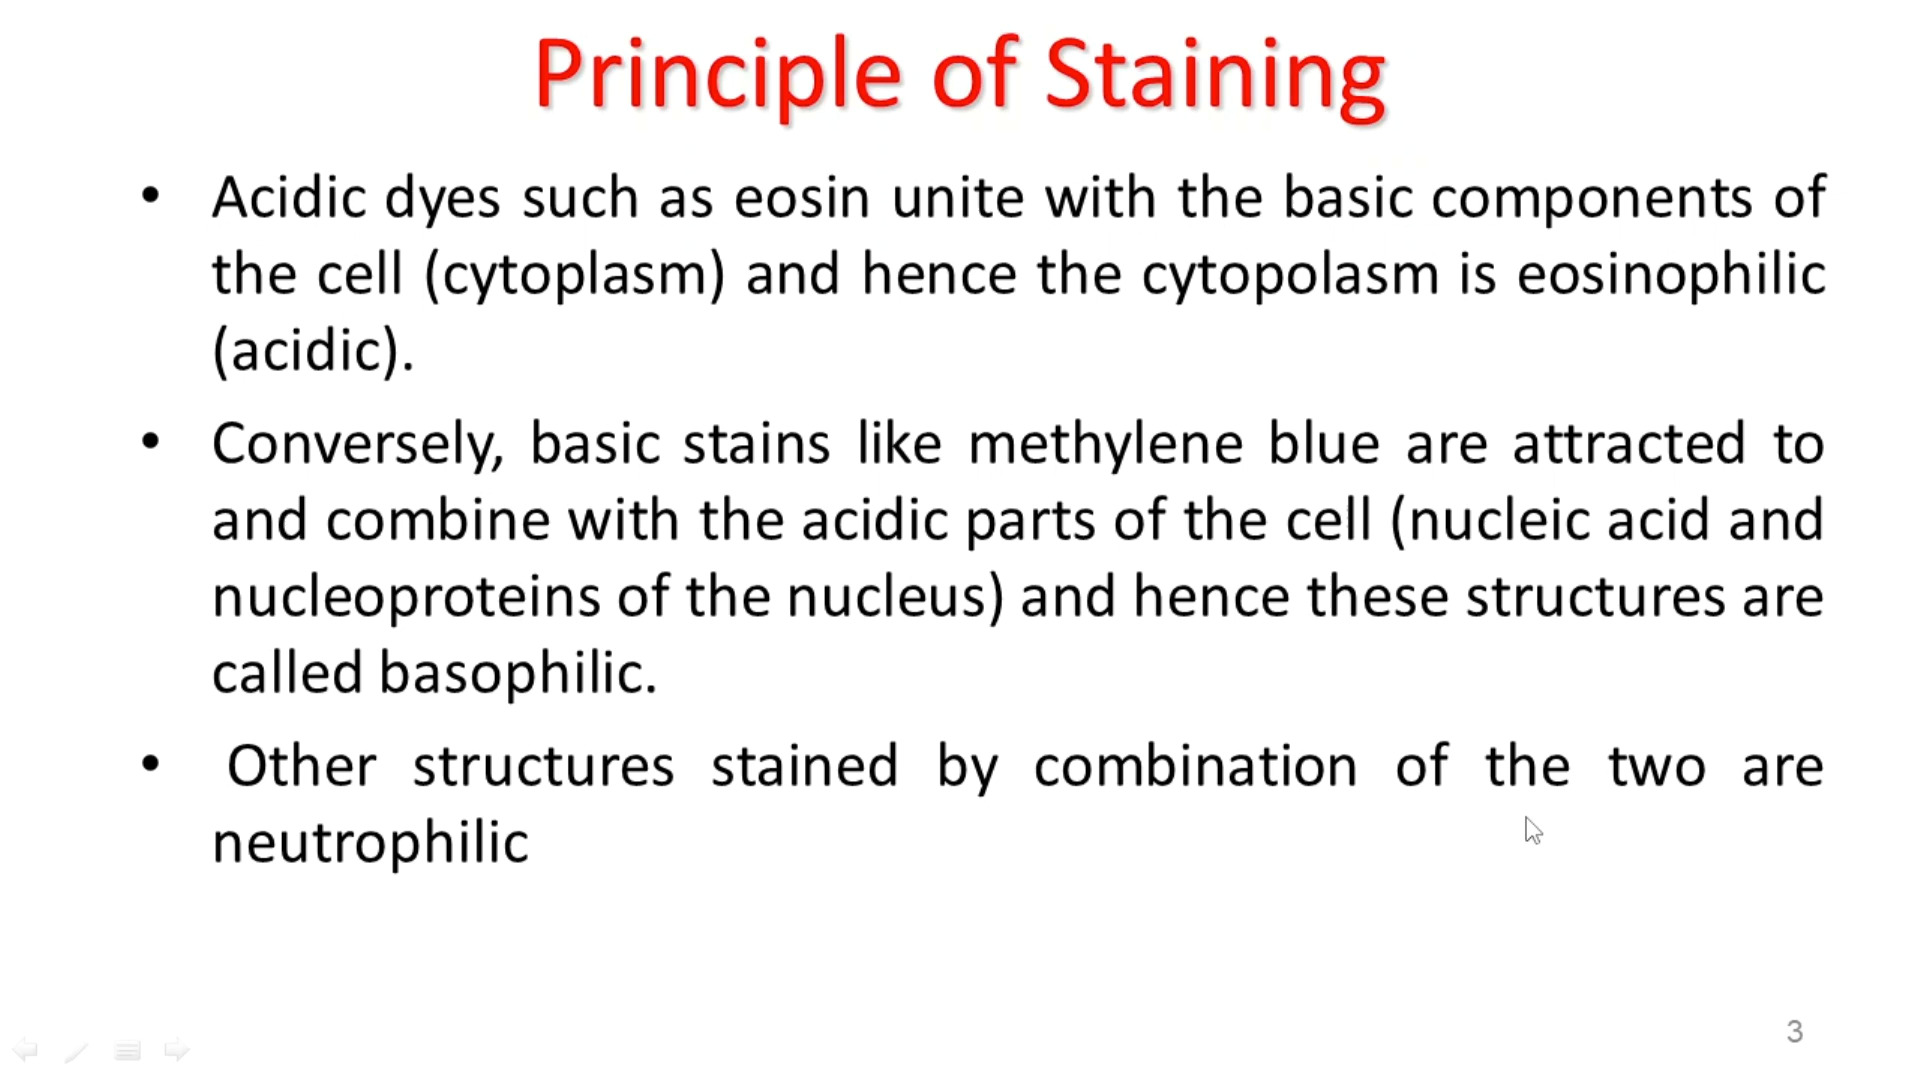 Principle of Staining
• Acidic dyes such as eosin unite with the basic components of
the cell (cytoplasm) and hence the cytopolasm is eosinophilic
(acidic).
• Conversely, basic stains like methylene blue are attracted to
and combine with the acidic parts of the cell (nucleic acid and
nucleoproteins of the nucleus) and hence these structures are
called basophilic.
• Other structures stained by combination of the two are
neutrophilic
3